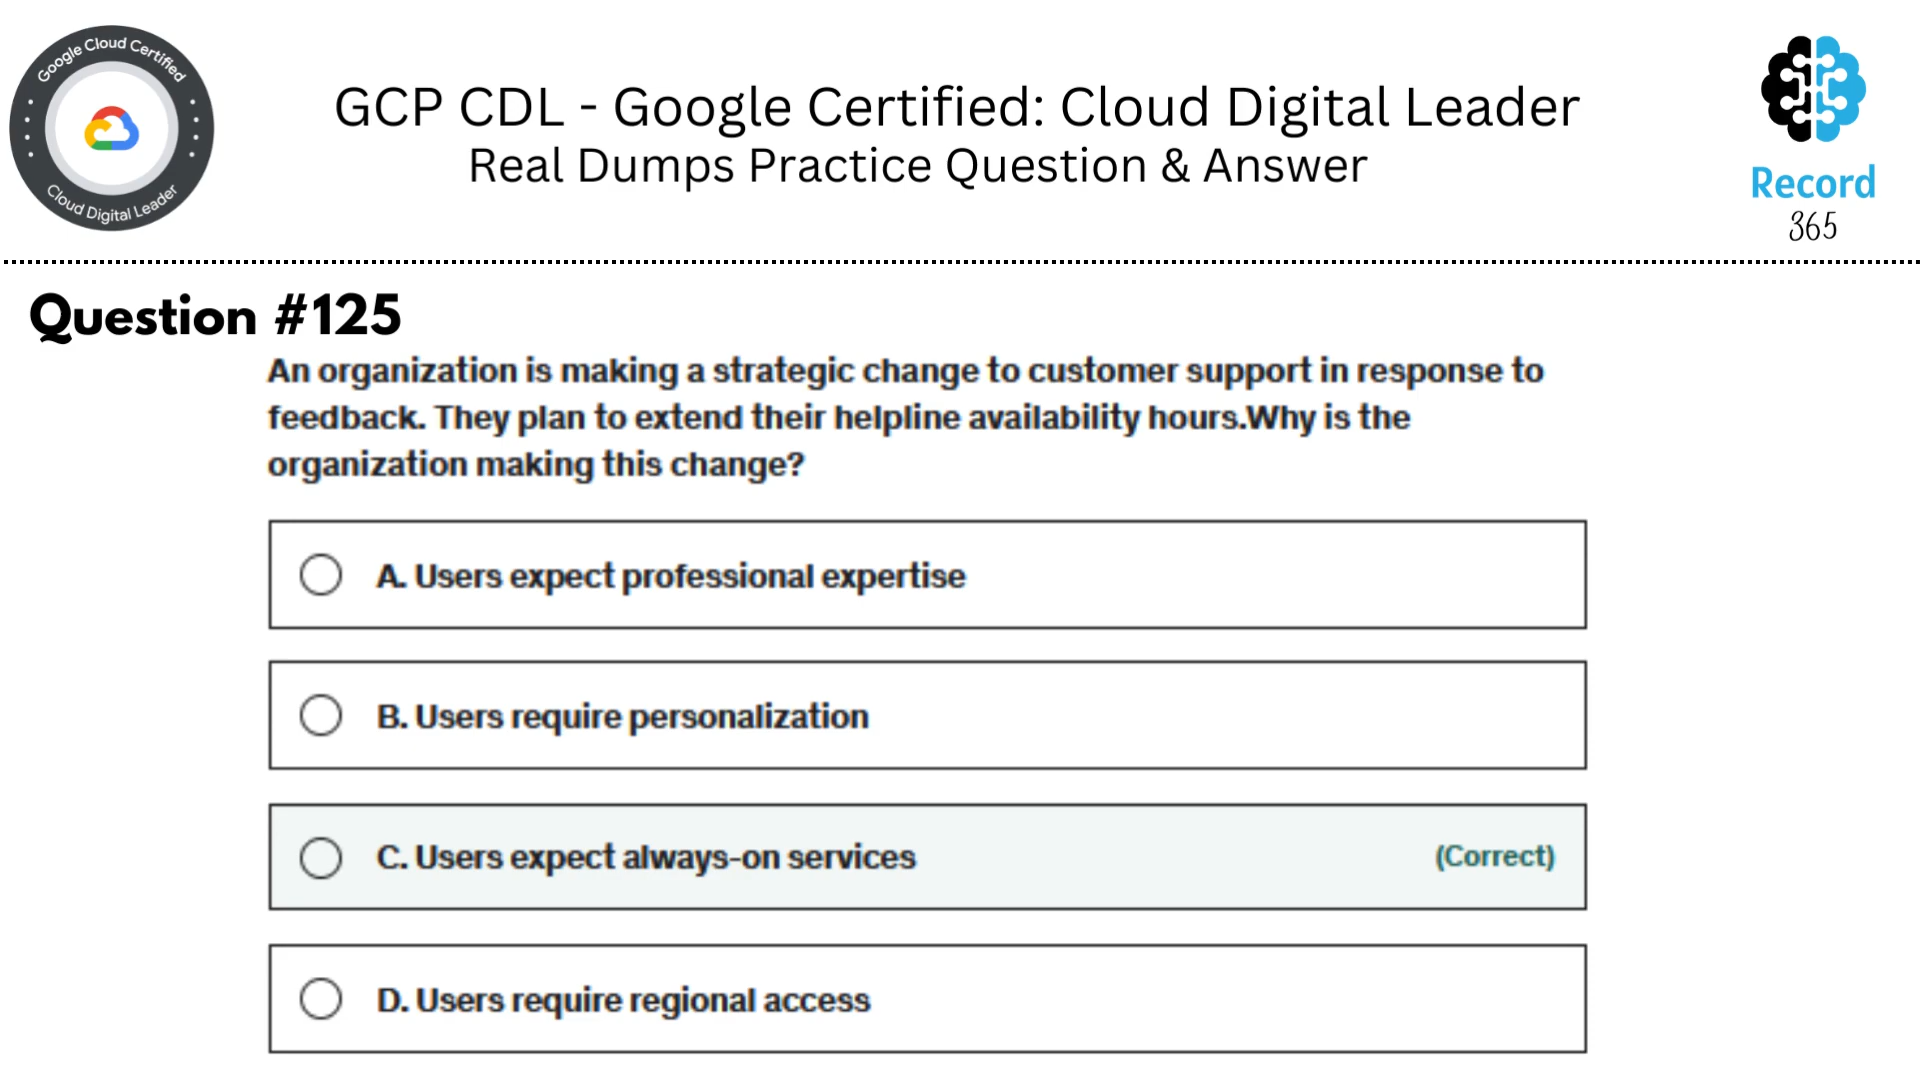 Google Cloud Certified
Cloud Digital Leader
GCP CDL - Google Certified: Cloud Digital Leader
Real Dumps Practice Question & Answer
Record
365
Question #125
An organization is making a strategic change to customer support in response to
feedback. They plan to extend their helpline availability hours.Why is the
organization making this change?
A. Users expect professional expertise
B. Users require personalization
C. Users expect always-on services
(Correct)
D. Users require regional access